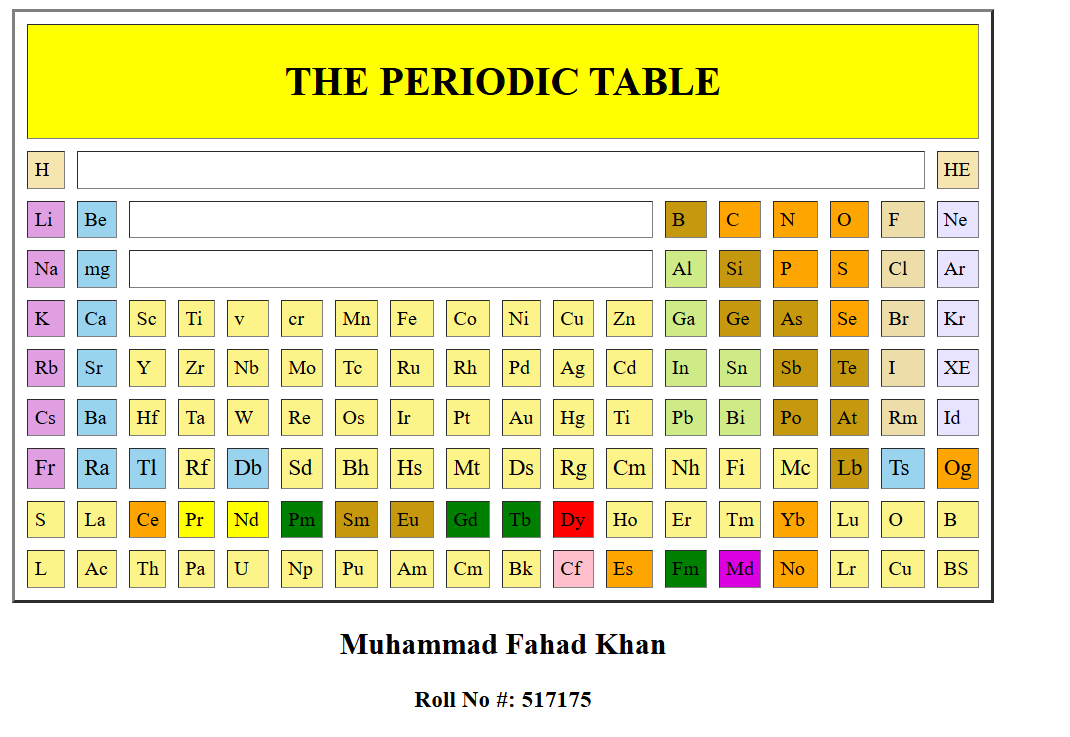 THE PERIODIC TABLE
H HE
Li Be B C N O F Ne
Na mg Al Si P S Cl Ar
K Ca Sc Ti v cr Mn Fe Co Ni Cu Zn Ga Ge As Se Br Kr
Rb Sr Y Zr Nb Mo Tc Ru Rh Pd Ag Cd In Sn Sb Te I XE
Cs Ba Hf Ta W Re Os Ir Pt Au Hg Ti Pb Bi Po At Rm Id
Fr Ra Tl Rf Db Sd Bh Hs Mt Ds Rg Cm Nh Fi Mc Lb Ts Og
S La Ce Pr Nd Pm Sm Eu Gd Tb Dy Ho Er Tm Yb Lu O B
L Ac Th Pa U Np Pu Am Cm Bk Cf Es Fm Md No Lr Cu BS
Muhammad Fahad Khan
Roll No #: 517175